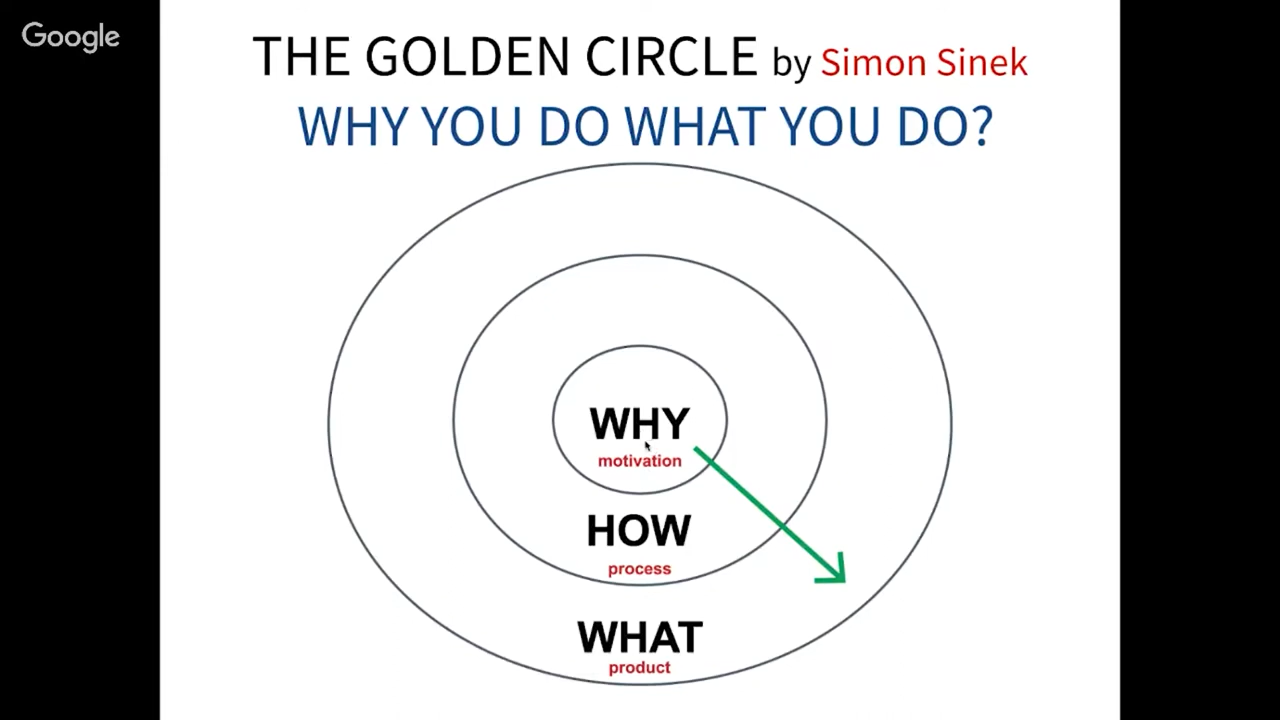 Google
THE GOLDEN CIRCLE by Simon Sinek
WHY YOU DO WHAT YOU DO?
WHY
motivation
HOW
process
WHAT
product